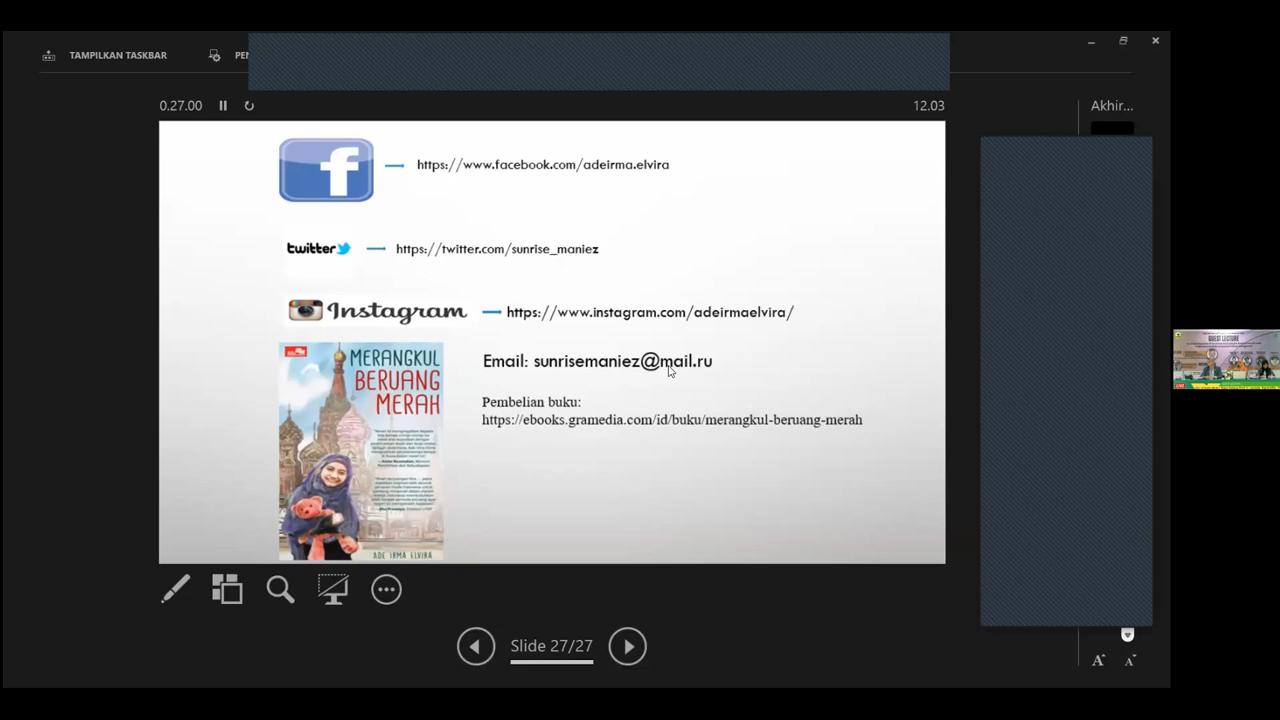 TAMPILKAN TASKBAR
0.27.00
12.03
Akhir...
https://www.facebook.com/adeirma.elvira
twitter
https://twitter.com/sunrise_maniez
Instagram
https://www.instagram.com/adeirmaelvira/
MERANGKUL
BERUANG
MERAH
ADE IRMA ELVIRA
Email: sunrisemaniez@mail.ru
Pembelian buku:
https://ebooks.gramedia.com/id/buku/merangkul-beruang-merah
Slide 27/27
GUEST LECTURE